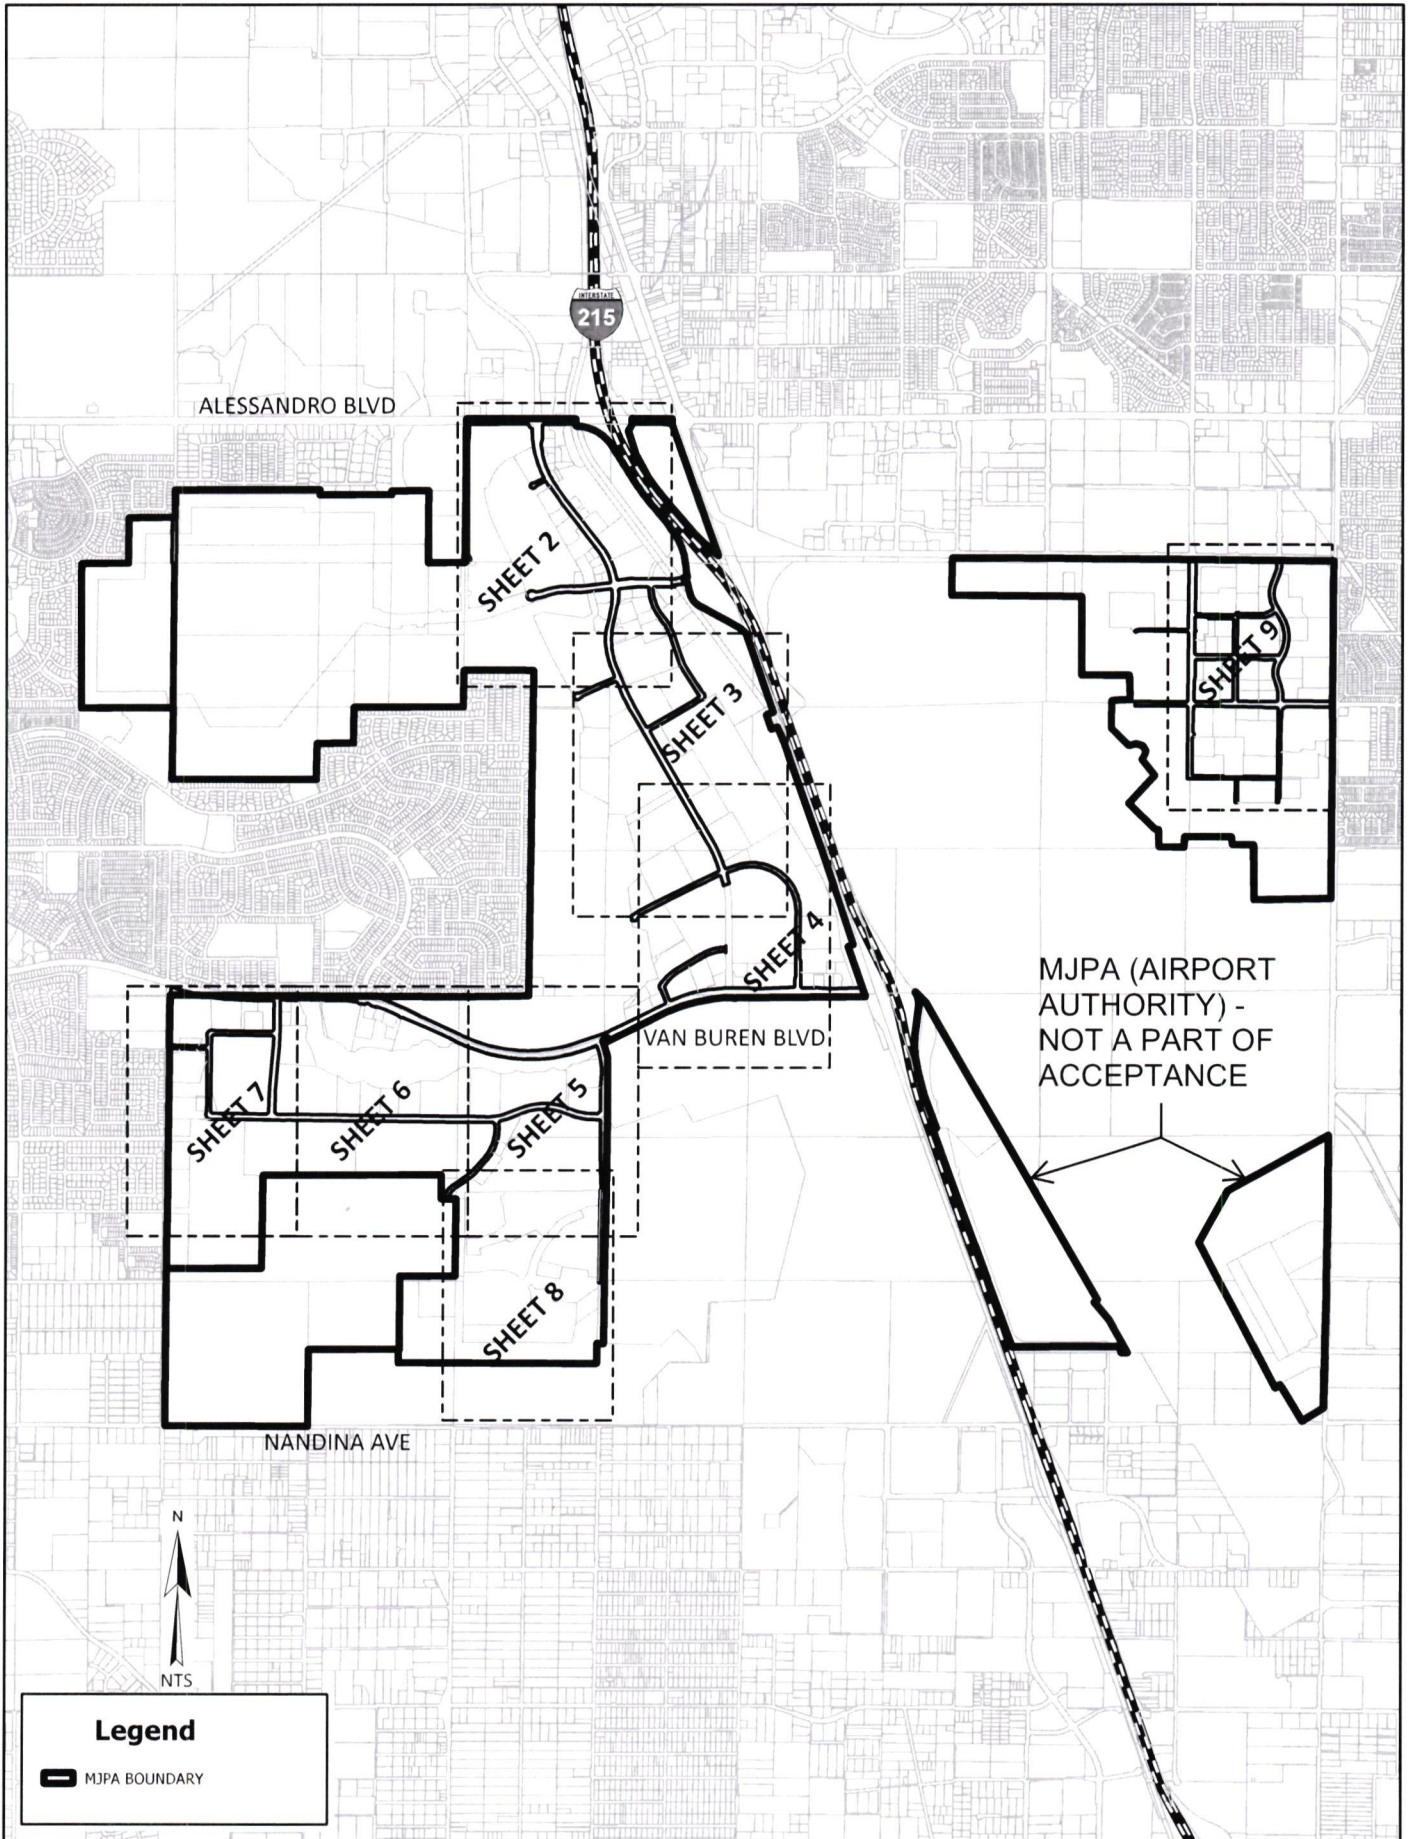 INTERSTATE
215
ALESSANDRO BLVD
SHEET 2
SHEET 3
SHEET 9
SHEET 4
MJPA (AIRPORT
AUTHORITY) -
NOT A PART OF
ACCEPTANCE
VAN BUREN BLVD
SHEET 7
SHEET 6
SHEET 5
SHEET 8
NANDINA AVE
N
NTS
Legend
MJPA BOUNDARY